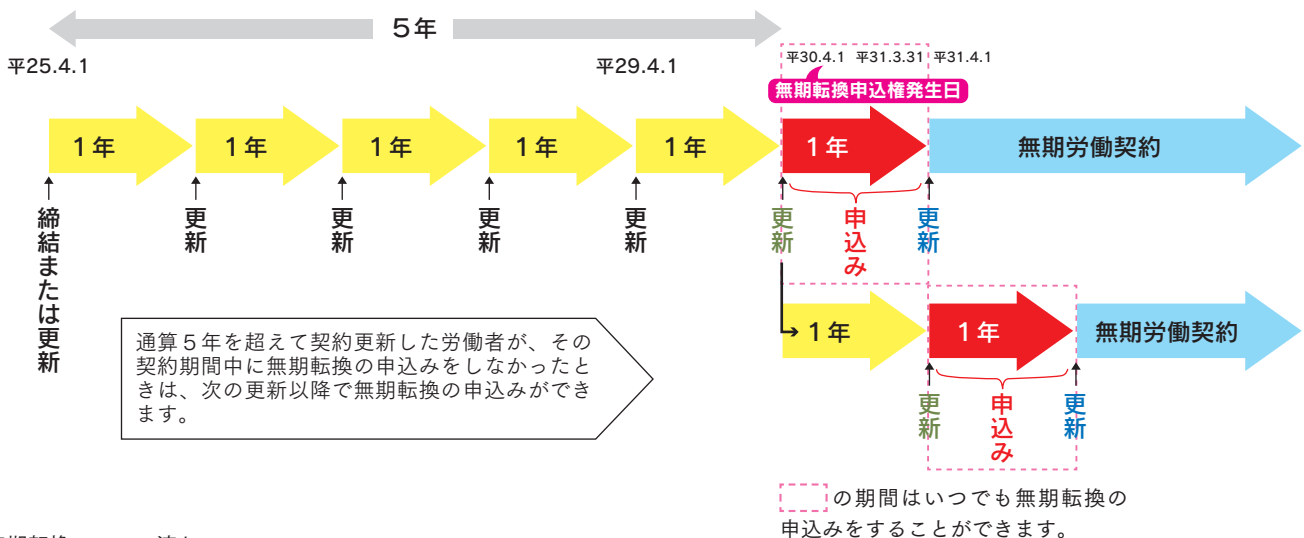 5年
平25.4.1
平29.4.1
平30.4.1 平31.3.31 平31.4.1
無期転換申込権発生日
1年 1年 1年 1年 1年 1年 無期労働契約
締結または更新
更新
更新
更新
更新
更新
申込み
更新
1年 1年 無期労働契約
更新
申込み
更新
通算5年を超えて契約更新した労働者が、その
契約期間中に無期転換の申込みをしなかったと
きは、次の更新以降で無期転換の申込みができ
ます。
の期間はいつでも無期転換の
申込みをすることができます。